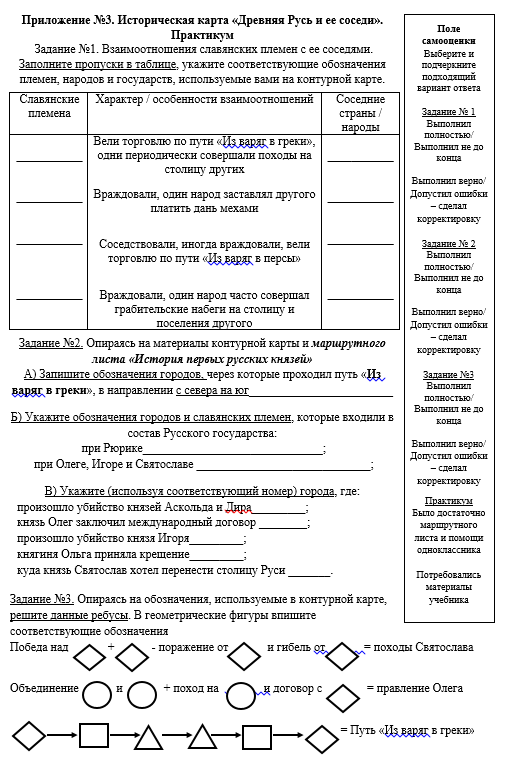 Приложение №3. Историческая карта «Древняя Русь и ее соседи».
Практикум
Задание №1. Взаимоотношения славянских племен с ее соседями.
Заполните пропуски в таблице, укажите соответствующие обозначения
племен, народов и государств, используемые вами на контурной карте.
Славянские
племена
Характер / особенности взаимоотношений
Соседние
страны /
народы
____________
Вели торговлю по пути «Из варяг в греки»,
одни периодически совершали походы на
столицу других
____________
____________
Враждовали, один народ заставлял другого
платить дань мехами
____________
____________
Соседствовали, иногда враждовали, вели
торговлю по пути «Из варяг в персы»
____________
____________
Враждовали, один народ часто совершал
грабительские набеги на столицу и
поселения другого
____________
Задание №2. Опираясь на материалы контурной карты и маршрутного
листа «История первых русских князей»
А) Запишите обозначения городов, через которые проходил путь «Из
варяг в греки», в направлении с севера на юг__________________________
Б) Укажите обозначения городов и славянских племен, которые входили в
состав Русского государства:
при Рюрике______________________________;
при Олеге, Игоре и Святославе _____________________________;
В) Укажите (используя соответствующий номер) города, где:
произошло убийство князей Аскольда и Дира_________;
князь Олег заключил международный договор ________;
произошло убийство князя Игоря_________;
княгиня Ольга приняла крещение_________;
куда князь Святослав хотел перенести столицу Руси _______.
Задание №3. Опираясь на обозначения, используемые в контурной карте,
решите данные ребусы. В геометрические фигуры впишите
соответствующие обозначения
Победа над + - поражение от и гибель от = походы Святослава
Объединение и + поход на и договор с = правление Олега
= Путь «Из варяг в греки»
Поле
самооценки
Выберите и
подчеркните
подходящий
вариант ответа
Задание № 1
Выполнил
полностью/
Выполнил не до
конца
Выполнил верно/
Допустил ошибки
– сделал
корректировку
Задание № 2
Выполнил
полностью/
Выполнил не до
конца
Выполнил верно/
Допустил ошибки
– сделал
корректировку
Задание №3
Выполнил
полностью/
Выполнил не до
конца
Выполнил верно/
Допустил ошибки
– сделал
корректировку
Практикум
Было достаточно
маршрутного
листа и помощи
одноклассника
Потребовались
материалы
учебника